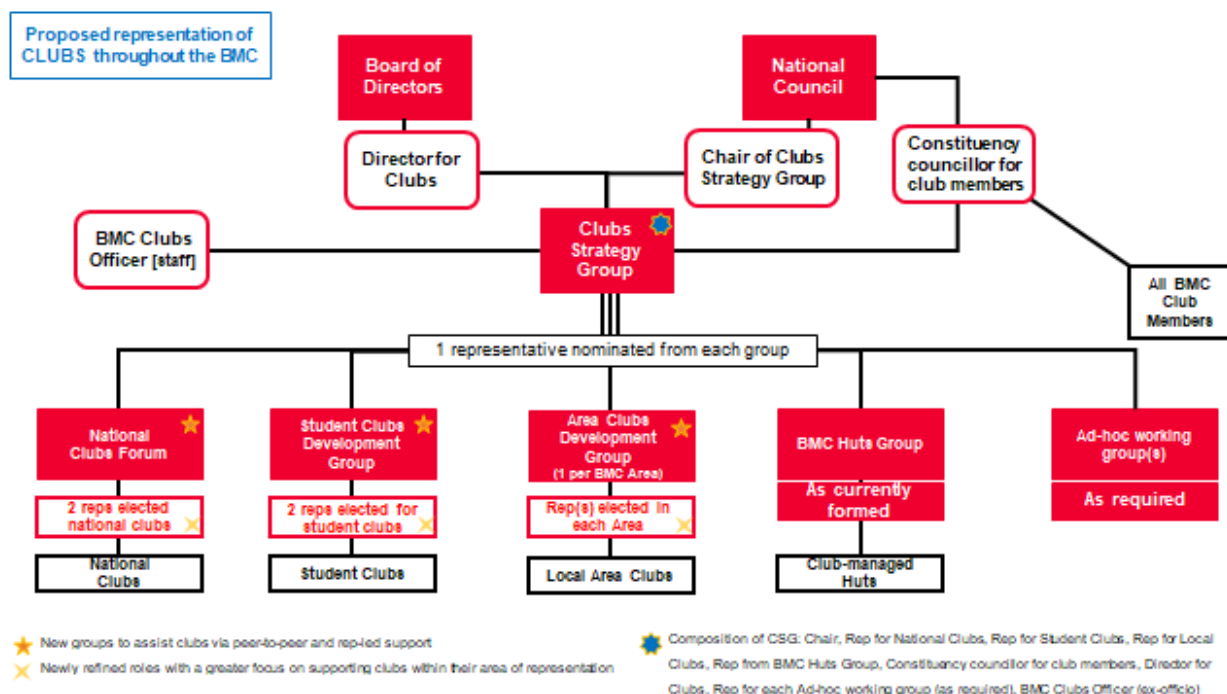 Proposed representation of
CLUBS throughout the BMC
Board of
Directors
National
Council
Director for
Clubs
Chair of Clubs
Strategy Group
Constituency
councillor for
club members
BMC Clubs
Officer [staff]
Clubs
Strategy
Group
All BMC
Club
Members
1 representative nominated from each group
National
Clubs Forum
Student Clubs
Development
Group
Area Clubs
Development
Group
(1 per BMC Area)
BMC Huts Group
Ad-hoc working
group(s)
2 reps elected
national clubs
2 reps elected for
student clubs
Rep(s) elected in
each Area
As currently
formed
As required
National
Clubs
Student Clubs
Local Area Clubs
Club-managed
Huts
New groups to assist clubs via peer-to-peer and rep-led support
Newly refined roles with a greater focus on supporting clubs within their area of representation
Composition of CSG: Chair, Rep for National Clubs, Rep for Student Clubs, Rep for Local
Clubs, Rep from BMC Huts Group, Constituency councillor for club members, Director for
Clubs, Rep for each Ad-hoc working group (as required), BMC Clubs Officer (ex-officio)